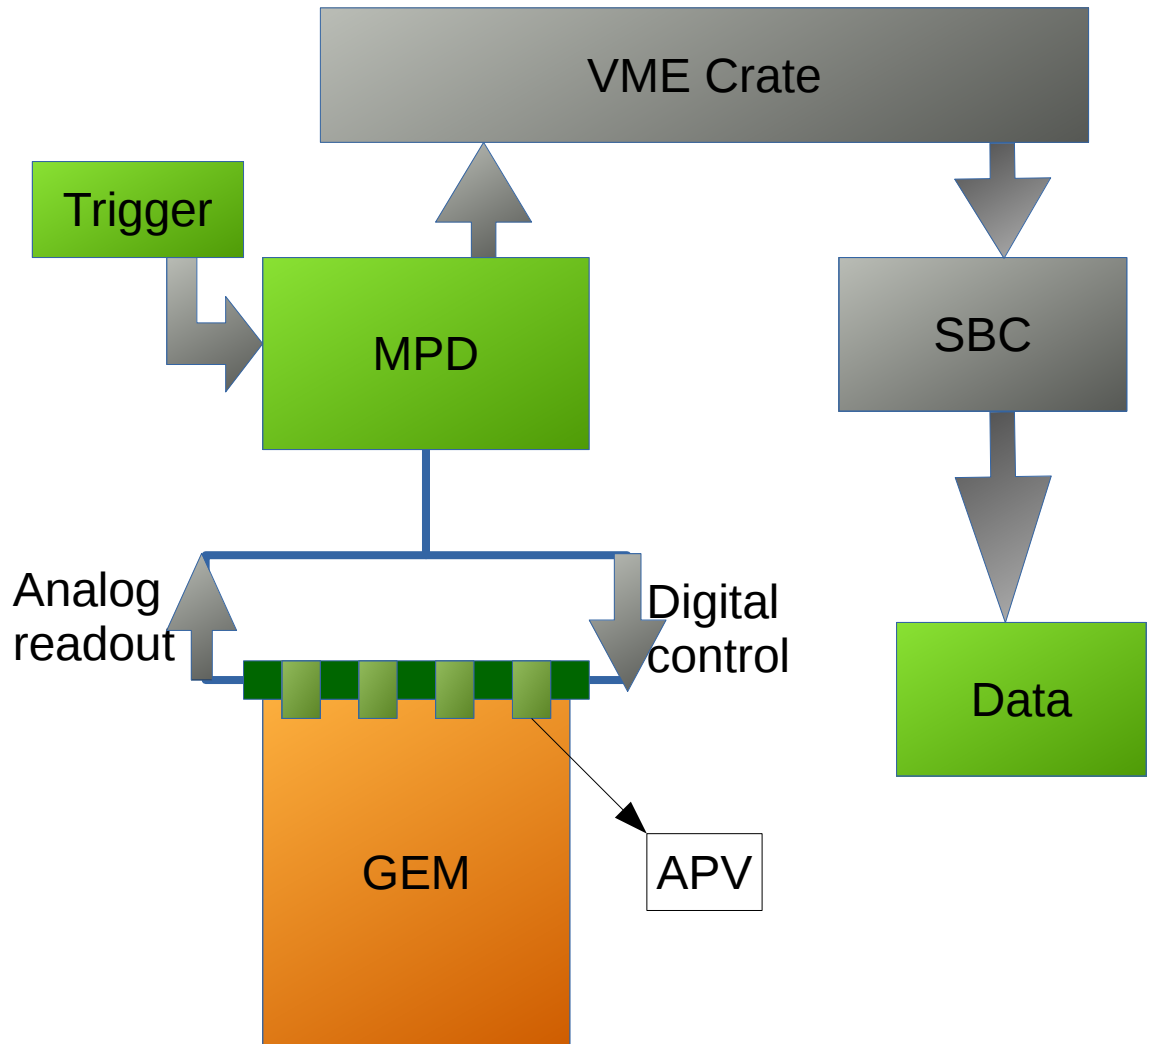 VME Crate
Trigger
MPD
SBC
Analog
readout
Digital
control
Data
GEM
APV